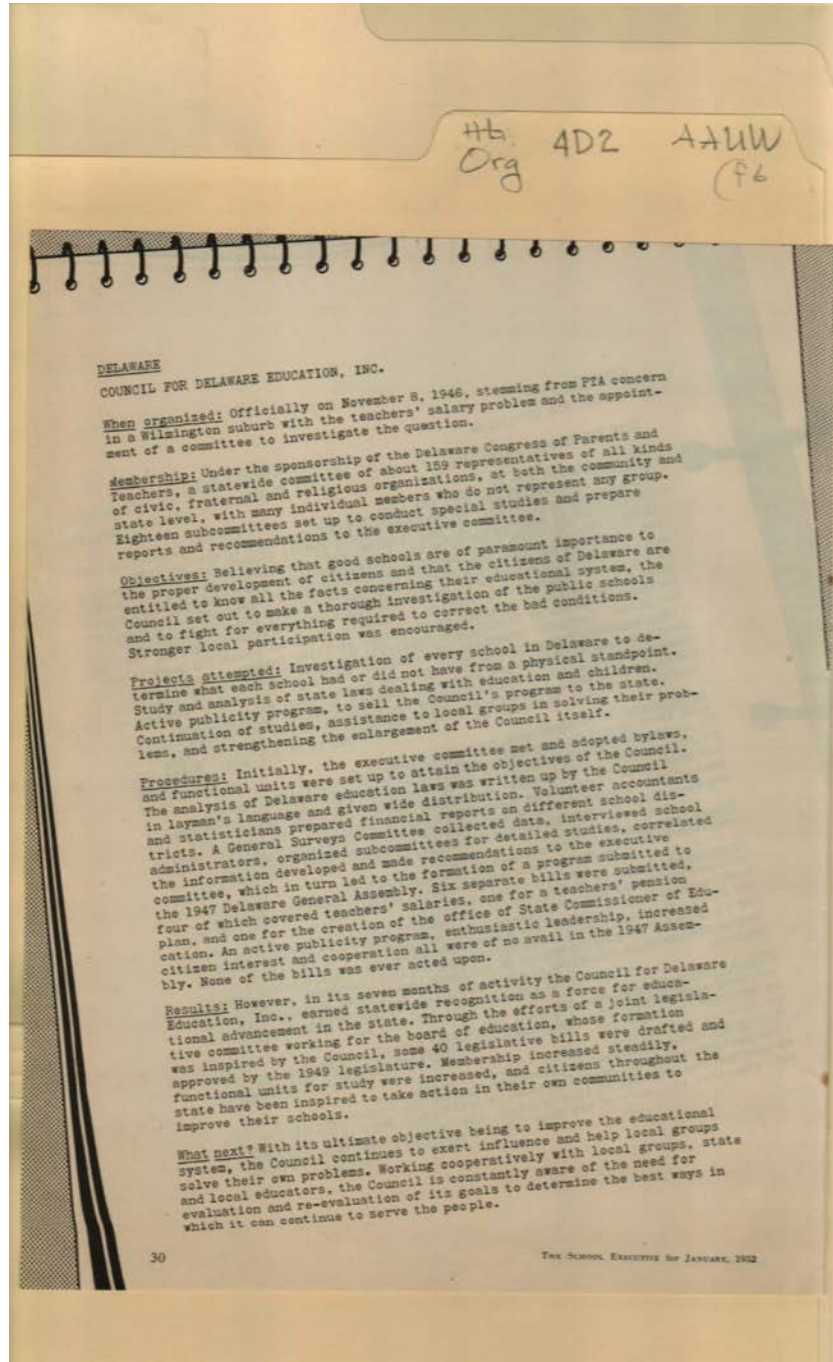 Hb.
Org 4D2 AAUW
(f6
DELAWARE
COUNCIL FOR DELAWARE EDUCATION, INC.
When organized: Officially on November 8, 1946, stemming from PTA concern
in a Wilmington suburb with the teachers' salary problem and the appoint-
ment of a committee to investigate the question.
Membership: Under the sponsorship of the Delaware Congress of Parents and
Teachers, a statewide committee of about 159 representatives of all kinds
of civic, fraternal and religious organizations, at both the community and
state level, with many individual members who do not represent any group.
Eighteen subcommittees set up to conduct special studies and prepare
reports and recommendations to the executive committee.
Objectives: Believing that good schools are of paramount importance to
the proper development of citizens and that the citizens of Delaware are
entitled to know all the facts concerning their educational system, the
Council set out to make a thorough investigation of the public schools
and to fight for everything required to correct the bad conditions.
Stronger local participation was encouraged.
Projects attempted: Investigation of every school in Delaware to de-
termine what each school had or did not have from a physical standpoint.
Study and analysis of state laws dealing with education and children.
Active publicity program, to sell the Council's program to the state.
Continuation of studies, assistance to local groups in solving their prob-
lems, and strengthening the enlargement of the Council itself.
Procedures: Initially, the executive committee met and adopted bylaws,
and functional units were set up to attain the objectives of the Council.
The analysis of Delaware education laws was written up by the Council
in layman's language and given wide distribution. Volunteer accountants
and statisticians prepared financial reports on different school dis-
tricts. A General Surveys Committee collected data, interviewed school
administrators, organized subcommittees for detailed studies, correlated
the information developed and made recommendations to the executive
committee, which in turn led to the formation of a program submitted to
the 1947 Delaware General Assembly. Six separate bills were submitted,
four of which covered teachers' salaries, one for a teachers' pension
plan, and one for the creation of the office of State Commissioner of Edu-
cation. An active publicity program, enthusiastic leadership, increased
citizen interest and cooperation all were of no avail in the 1947 Assem-
bly. None of the bills was ever acted upon.
Results: However, in its seven months of activity the Council for Delaware
Education, Inc., earned statewide recognition as a force for educa-
tional advancement in the state. Through the efforts of a joint legisla-
tive committee working for the board of education, whose formation
was inspired by the Council, some 40 legislative bills were drafted and
approved by the 1949 legislature. Membership increased steadily,
functional units for study were increased, and citizens throughout the
state have been inspired to take action in their own communities to
improve their schools.
What next? With its ultimate objective being to improve the educational
system, the Council continues to exert influence and help local groups
solve their own problems. Working cooperatively with local groups, state
and local educators, the Council is constantly aware of the need for
evaluation and re-evaluation of its goals to determine the best ways in
which it can continue to serve the people.
30 THE SCHOOL EXECUTIVE for JANUARY, 1952